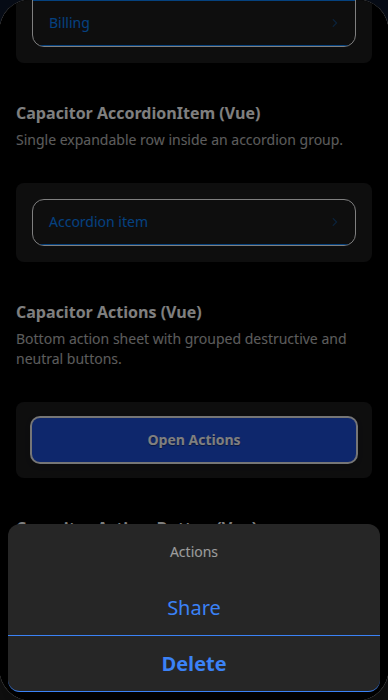 Billing
Capacitor AccordionItem (Vue)
Single expandable row inside an accordion group.
Accordion item
Capacitor Actions (Vue)
Bottom action sheet with grouped destructive and
neutral buttons.
Open Actions
Actions
Share
Delete